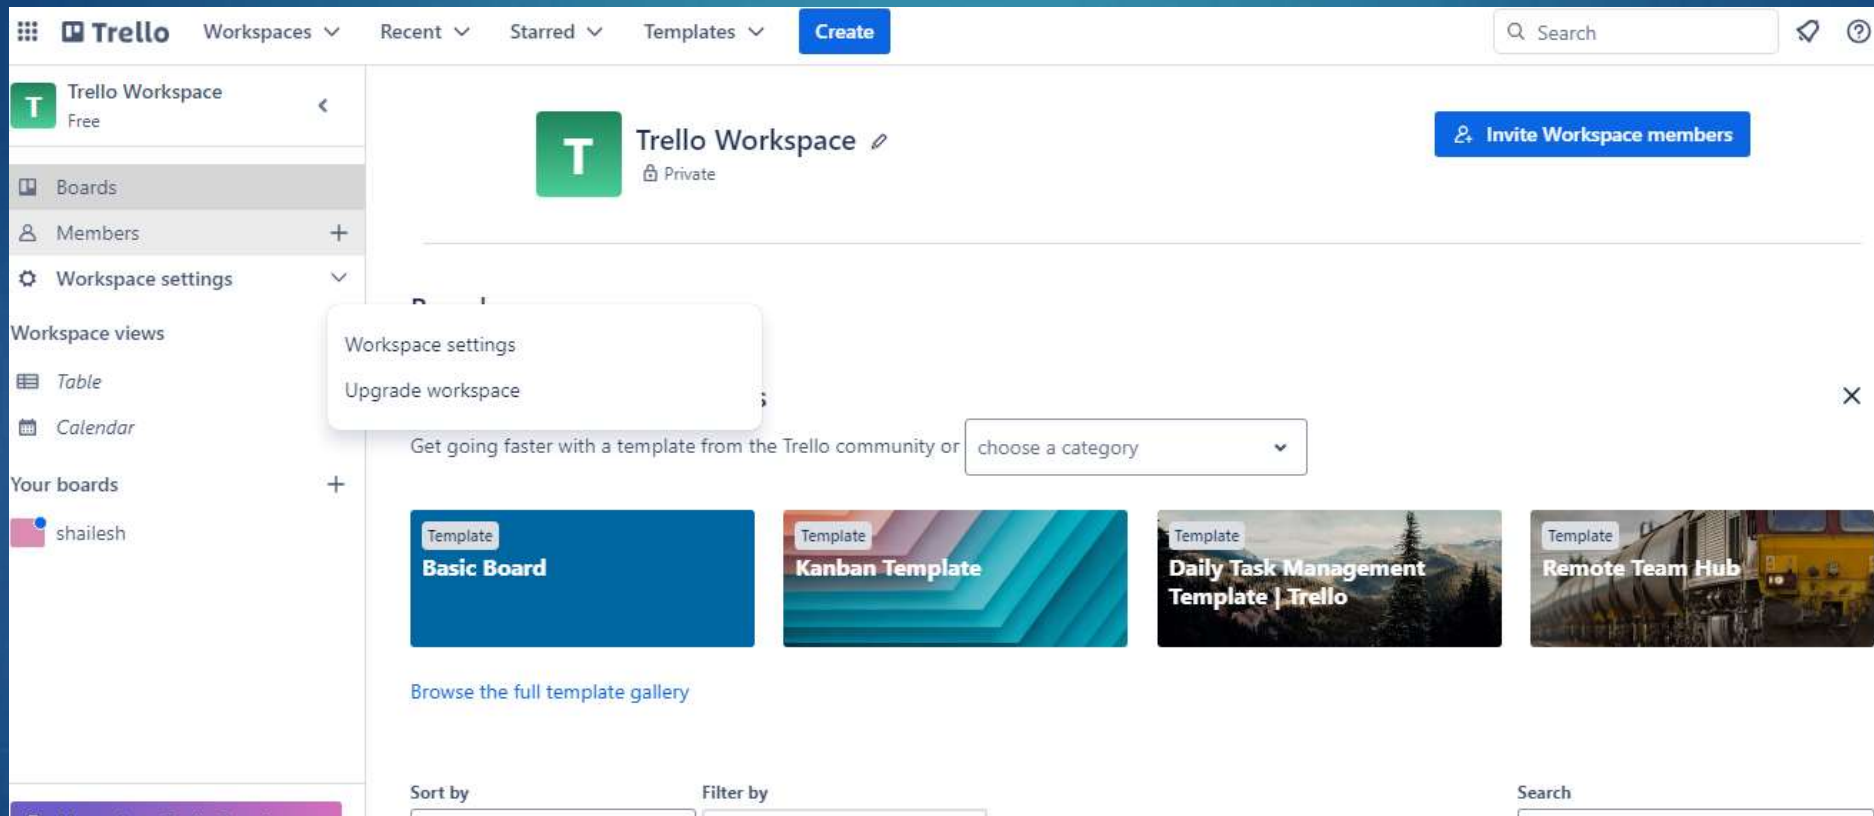 Trello
Workspaces
Recent
Starred
Templates
Create
Search
T
Trello Workspace
Free
Boards
Members
Workspace settings
Workspace views
Table
Calendar
Your boards
shailesh
T
Trello Workspace
Private
Invite Workspace members
Workspace settings
Upgrade workspace
Get going faster with a template from the Trello community or
choose a category
Template
Basic Board
Template
Kanban Template
Template
Daily Task Management
Template | Trello
Template
Remote Team Hub
Browse the full template gallery
Sort by
Filter by
Search